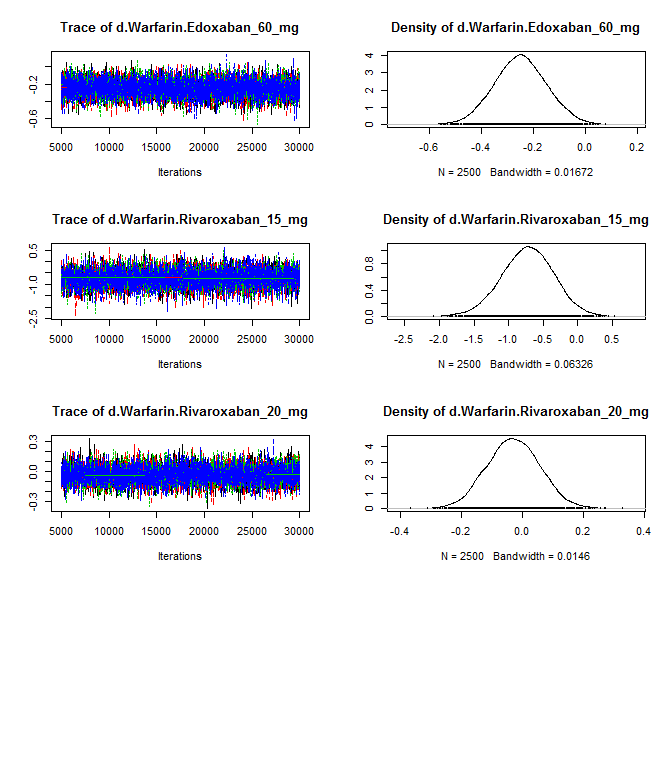 Trace of d.Warfarin.Edoxaban_60_mg
-0.2
-0.6
5000 10000 15000 20000 25000 30000
Iterations
Density of d.Warfarin.Edoxaban_60_mg
4
3
2
1
0
-0.6 -0.4 -0.2 0.0 0.2
N = 2500 Bandwidth = 0.01672
Trace of d.Warfarin.Rivaroxaban_15_mg
0.5
-1.0
-2.5
5000 10000 15000 20000 25000 30000
Iterations
Density of d.Warfarin.Rivaroxaban_15_mg
0.8
0.4
0.0
-2.5 -2.0 -1.5 -1.0 -0.5 0.0 0.5
N = 2500 Bandwidth = 0.06326
Trace of d.Warfarin.Rivaroxaban_20_mg
0.3
0.0
-0.3
5000 10000 15000 20000 25000 30000
Iterations
Density of d.Warfarin.Rivaroxaban_20_mg
4
3
2
1
0
-0.4 -0.2 0.0 0.2 0.4
N = 2500 Bandwidth = 0.0146